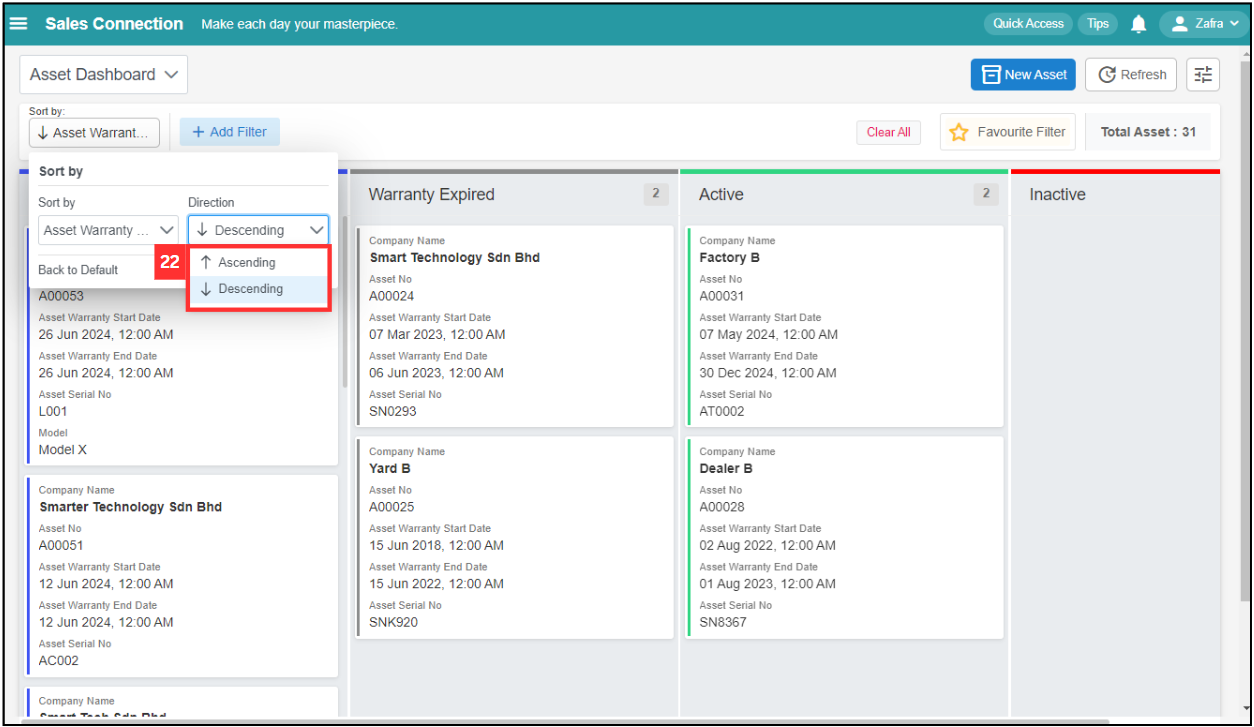 Sales Connection Make each day your masterpiece. Quick Access Tips Zafra
Asset Dashboard New Asset Refresh
Sort by:
Asset Warrant... + Add Filter Clear All Favourite Filter Total Asset : 31
Sort by
Sort by Direction
Asset Warranty ... Descending
Back to Default 22
Ascending
Descending
A00053
Asset Warranty Start Date
26 Jun 2024, 12:00 AM
Asset Warranty End Date
26 Jun 2024, 12:00 AM
Asset Serial No
L001
Model
Model X
Company Name
Smarter Technology Sdn Bhd
Asset No
A00051
Asset Warranty Start Date
12 Jun 2024, 12:00 AM
Asset Warranty End Date
12 Jun 2024, 12:00 AM
Asset Serial No
AC002
Company Name
Smart Tech Sdn Bhd
Warranty Expired 2
Company Name
Smart Technology Sdn Bhd
Asset No
A00024
Asset Warranty Start Date
07 Mar 2023, 12:00 AM
Asset Warranty End Date
06 Jun 2023, 12:00 AM
Asset Serial No
SN0293
Company Name
Yard B
Asset No
A00025
Asset Warranty Start Date
15 Jun 2018, 12:00 AM
Asset Warranty End Date
15 Jun 2022, 12:00 AM
Asset Serial No
SNK920
Active 2
Company Name
Factory B
Asset No
A00031
Asset Warranty Start Date
07 May 2024, 12:00 AM
Asset Warranty End Date
30 Dec 2024, 12:00 AM
Asset Serial No
AT0002
Company Name
Dealer B
Asset No
A00028
Asset Warranty Start Date
02 Aug 2022, 12:00 AM
Asset Warranty End Date
01 Aug 2023, 12:00 AM
Asset Serial No
SN8367
Inactive